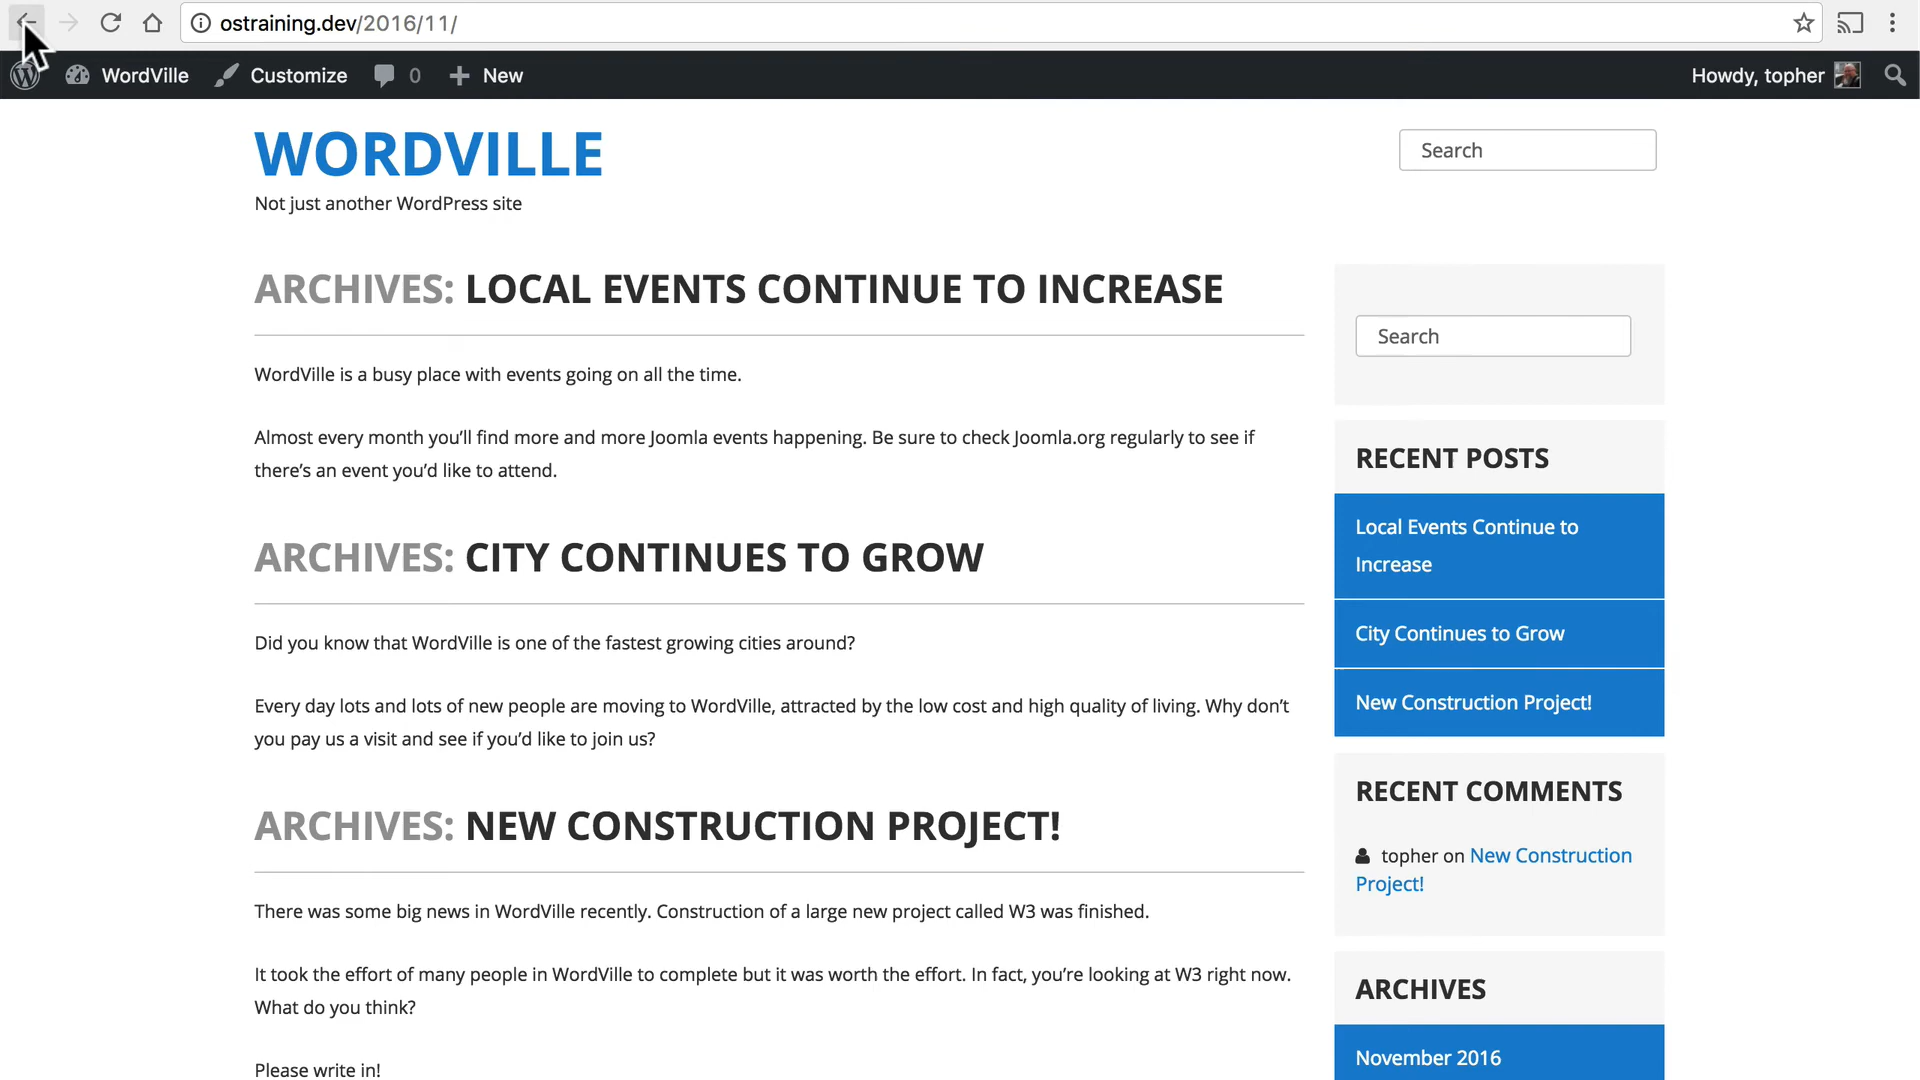 ostraining.dev/2016/11/
WordVille Customize 0 New Howdy, topher
WORDVILLE
Not just another WordPress site
Search
ARCHIVES: LOCAL EVENTS CONTINUE TO INCREASE
WordVille is a busy place with events going on all the time.
Almost every month you’ll find more and more Joomla events happening. Be sure to check Joomla.org regularly to see if
there’s an event you’d like to attend.
ARCHIVES: CITY CONTINUES TO GROW
Did you know that WordVille is one of the fastest growing cities around?
Every day lots and lots of new people are moving to WordVille, attracted by the low cost and high quality of living. Why don’t
you pay us a visit and see if you’d like to join us?
ARCHIVES: NEW CONSTRUCTION PROJECT!
There was some big news in WordVille recently. Construction of a large new project called W3 was finished.
It took the effort of many people in WordVille to complete but it was worth the effort. In fact, you’re looking at W3 right now.
What do you think?
Please write in!
Search
RECENT POSTS
Local Events Continue to
Increase
City Continues to Grow
New Construction Project!
RECENT COMMENTS
topher on New Construction
Project!
ARCHIVES
November 2016